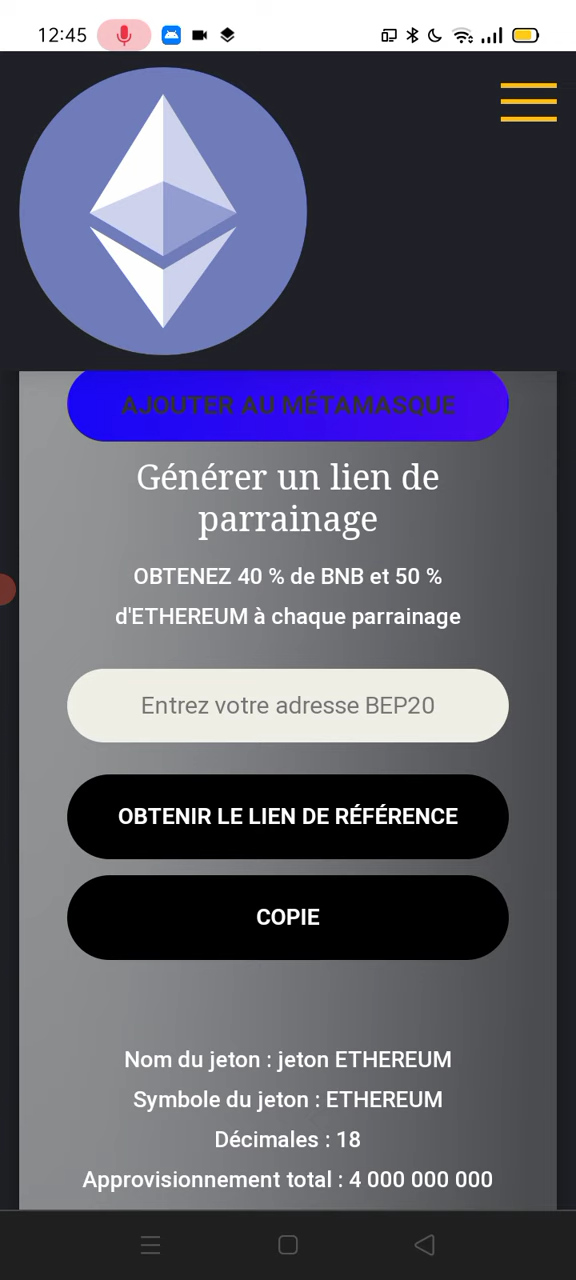 12:45
AJOUTER AU MÉTAMASQUE
Générer un lien de
parrainage
OBTENEZ 40 % de BNB et 50 %
d'ETHEREUM à chaque parrainage
Entrez votre adresse BEP20
OBTENIR LE LIEN DE RÉFÉRENCE
COPIE
Nom du jeton : jeton ETHEREUM
Symbole du jeton : ETHEREUM
Décimales : 18
Approvisionnement total : 4 000 000 000